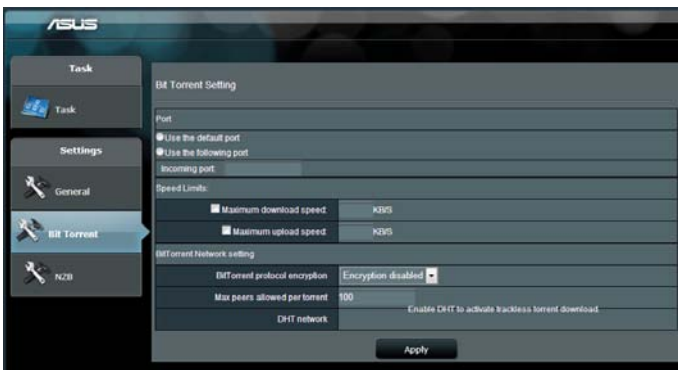 ASUS
Task
Task
Settings
General
Bit Torrent
NZB
Bit Torrent Setting
Port
Use the default port
Use the following port
Incoming port:
Speed Limits:
Maximum download speed: KB/S
Maximum upload speed: KB/S
BitTorrent Network setting
BitTorrent protocol encryption Encryption disabled
Max peers allowed per torrent 100
Enable DHT to activate trackless torrent download.
DHT network
Apply